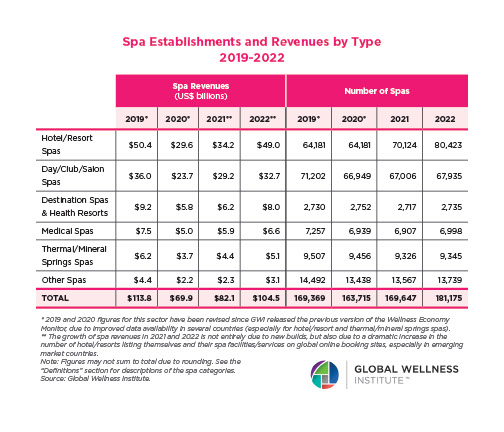 Spa Establishments and Revenues by Type
2019-2022
Spa Revenues
(US$ billions)
Number of Spas
2019* 2020* 2021** 2022** 2019* 2020* 2021 2022
Hotel/Resort
Spas
$50.4 $29.6 $34.2 $49.0 64,181 64,181 70,124 80,423
Day/Club/Salon
Spas
$36.0 $23.7 $29.2 $32.7 71,202 66,949 67,006 67,935
Destination Spas
& Health Resorts
$9.2 $5.8 $6.2 $8.0 2,730 2,752 2,717 2,735
Medical Spas $7.5 $5.0 $5.9 $6.6 7,257 6,939 6,907 6,998
Thermal/Mineral
Springs Spas
$6.2 $3.7 $4.4 $5.1 9,507 9,456 9,326 9,345
Other Spas $4.4 $2.2 $2.3 $3.1 14,492 13,438 13,567 13,739
TOTAL $113.8 $69.9 $82.1 $104.5 169,369 163,715 169,647 181,175
* 2019 and 2020 figures for this sector have been revised since GWI released the previous version of the Wellness Economy
Monitor, due to improved data availability in several countries (especially for hotel/resort and thermal/mineral springs spas).
** The growth of spa revenues in 2021 and 2022 is not entirely due to new builds, but also due to a dramatic increase in the
number of hotel/resorts listing themselves and their spa facilities/services on global online booking sites, especially in emerging
market countries.
Note: Figures may not sum to total due to rounding. See the
"Definitions" section for descriptions of the spa categories.
Source: Global Wellness Institute.
GLOBAL WELLNESS
INSTITUTE™